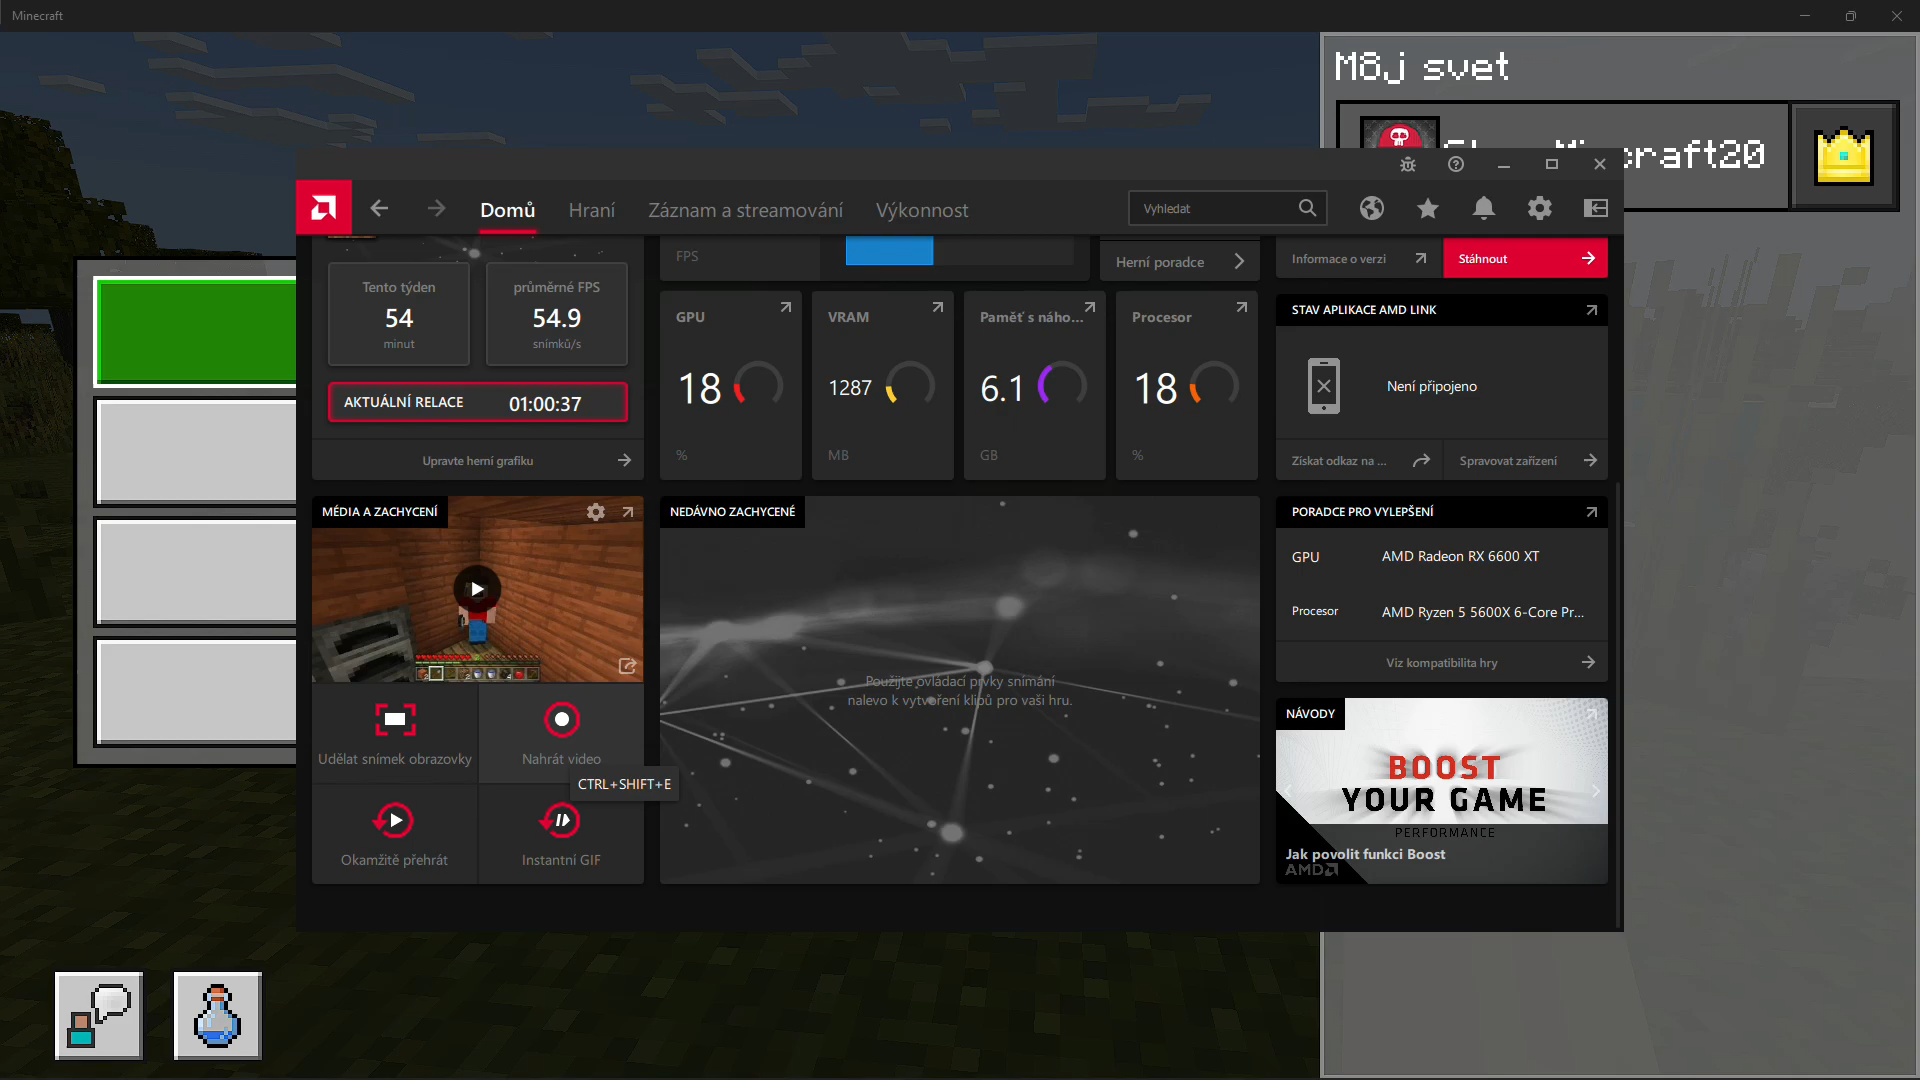 Minecraft
M8j svet
craft20
Domů
Hraní
Záznam a streamování
Výkonnost
Vyhledat
Tento týden
54
minut
průměrné FPS
54.9
snímků/s
AKTUÁLNÍ RELACE
01:00:37
Upravte herní grafiku
FPS
Herní poradce
GPU
18
%
VRAM
1287
MB
Paměť s náho...
6.1
GB
Procesor
18
%
Informace o verzi
Stáhnout
STAV APLIKACE AMD LINK
Není připojeno
Získat odkaz na ...
Spravovat zařízení
MÉDIA A ZACHYCENÍ
Udělat snímek obrazovky
Nahrát video
CTRL+SHIFT+E
Okamžitě přehrát
Instantní GIF
NEDÁVNO ZACHYCENÉ
Použijte ovládací prvky snímání
nalevo k vytvoření klipů pro vaši hru.
PORADCE PRO VYLEPŠENÍ
GPU
AMD Radeon RX 6600 XT
Procesor
AMD Ryzen 5 5600X 6-Core Pr...
Viz kompatibilita hry
NÁVODY
BOOST
YOUR GAME
PERFORMANCE
Jak povolit funkci Boost
AMD